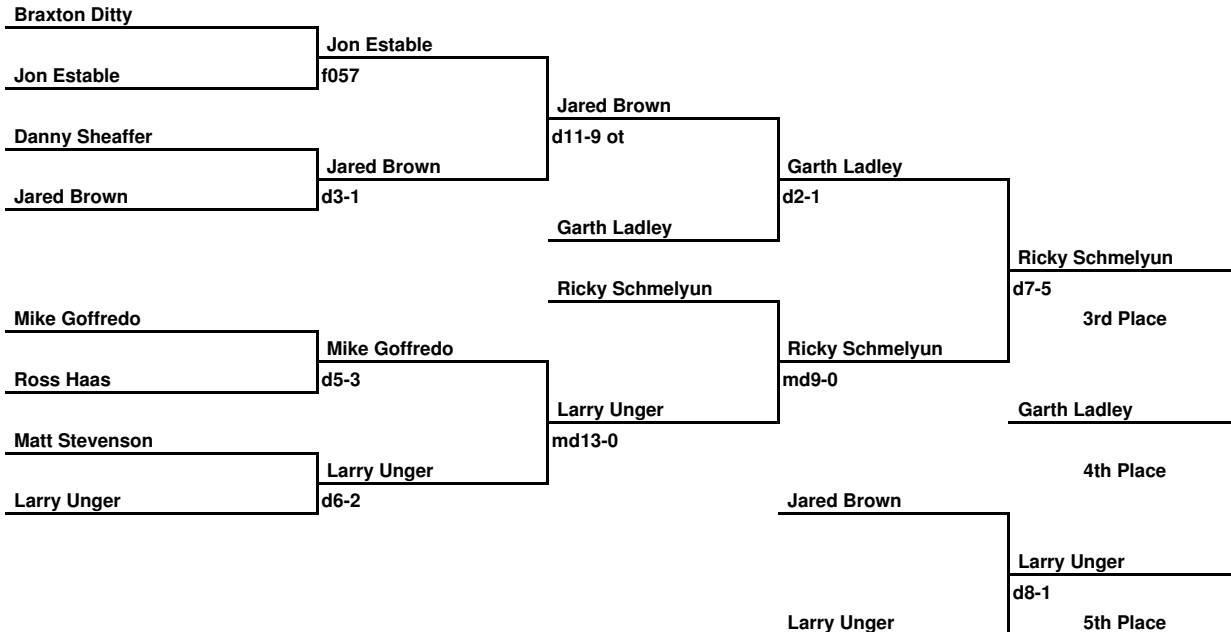 Braxton Ditty
Jon Estable
Jon Estable
f057
Jared Brown
Danny Sheaffer
d11-9 ot
Jared Brown
Garth Ladley
Jared Brown
d3-1
d2-1
Garth Ladley
Ricky Schmelyun
Ricky Schmelyun
d7-5
Mike Goffredo
3rd Place
Mike Goffredo
Ricky Schmelyun
Ross Haas
d5-3
md9-0
Larry Unger
Garth Ladley
Matt Stevenson
md13-0
Larry Unger
4th Place
Larry Unger
d6-2
Jared Brown
Larry Unger
d8-1
Larry Unger
5th Place